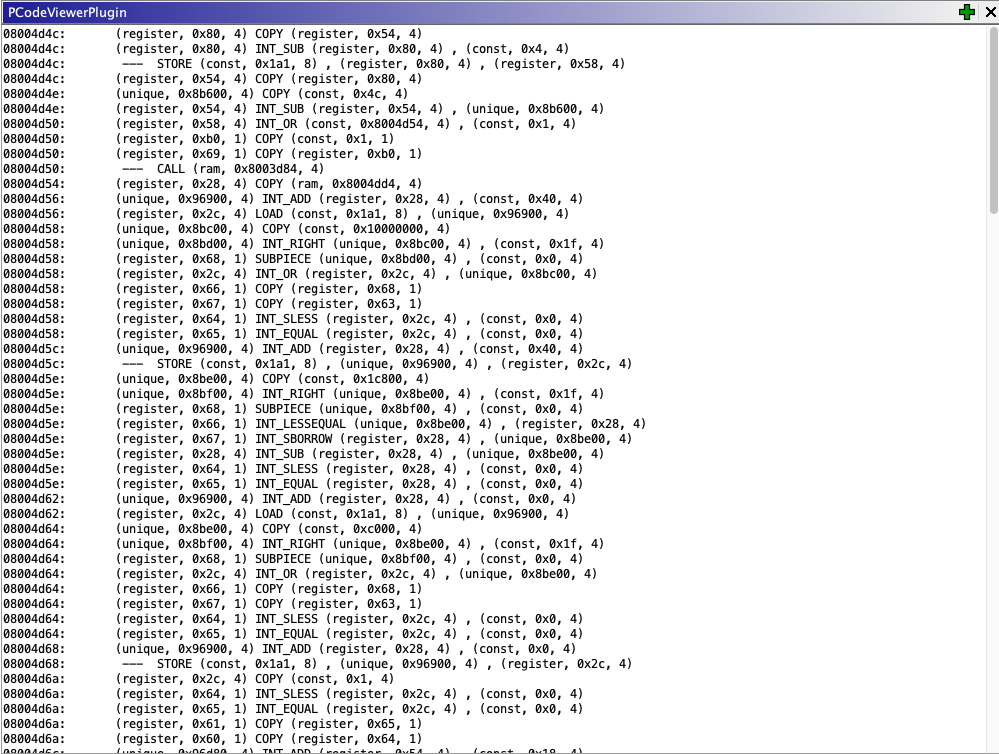 PCodeViewerPlugin
08004d4c: (register, 0x80, 4) COPY (register, 0x54, 4)
08004d4c: (register, 0x80, 4) INT_SUB (register, 0x80, 4) , (const, 0x4, 4)
08004d4c: --- STORE (const, 0x1a1, 8) , (register, 0x80, 4) , (register, 0x58, 4)
08004d4c: (register, 0x54, 4) COPY (register, 0x80, 4)
08004d4e: (unique, 0x8b600, 4) COPY (const, 0x4c, 4)
08004d4e: (register, 0x54, 4) INT_SUB (register, 0x54, 4) , (unique, 0x8b600, 4)
08004d50: (register, 0x58, 4) INT_OR (const, 0x8004d54, 4) , (const, 0x1, 4)
08004d50: (register, 0xb0, 1) COPY (const, 0x1, 1)
08004d50: (register, 0x69, 1) COPY (register, 0xb0, 1)
08004d50: --- CALL (ram, 0x8003d84, 4)
08004d54: (register, 0x28, 4) COPY (ram, 0x8004dd4, 4)
08004d56: (unique, 0x96900, 4) INT_ADD (register, 0x28, 4) , (const, 0x40, 4)
08004d56: (register, 0x2c, 4) LOAD (const, 0x1a1, 8) , (unique, 0x96900, 4)
08004d58: (unique, 0x8bc00, 4) COPY (const, 0x10000000, 4)
08004d58: (unique, 0x8bd00, 4) INT_RIGHT (unique, 0x8bc00, 4) , (const, 0x1f, 4)
08004d58: (register, 0x68, 1) SUBPIECE (unique, 0x8bd00, 4) , (const, 0x0, 4)
08004d58: (register, 0x2c, 4) INT_OR (register, 0x2c, 4) , (unique, 0x8bc00, 4)
08004d58: (register, 0x66, 1) COPY (register, 0x68, 1)
08004d58: (register, 0x67, 1) COPY (register, 0x63, 1)
08004d58: (register, 0x64, 1) INT_SLESS (register, 0x2c, 4) , (const, 0x0, 4)
08004d58: (register, 0x65, 1) INT_EQUAL (register, 0x2c, 4) , (const, 0x0, 4)
08004d5c: (unique, 0x96900, 4) INT_ADD (register, 0x28, 4) , (const, 0x40, 4)
08004d5c: --- STORE (const, 0x1a1, 8) , (unique, 0x96900, 4) , (register, 0x2c, 4)
08004d5e: (unique, 0x8be00, 4) COPY (const, 0x1c800, 4)
08004d5e: (unique, 0x8bf00, 4) INT_RIGHT (unique, 0x8be00, 4) , (const, 0x1f, 4)
08004d5e: (register, 0x68, 1) SUBPIECE (unique, 0x8bf00, 4) , (const, 0x0, 4)
08004d5e: (register, 0x66, 1) INT_LESSEQUAL (unique, 0x8be00, 4) , (register, 0x28, 4)
08004d5e: (register, 0x67, 1) INT_SBORROW (register, 0x28, 4) , (unique, 0x8be00, 4)
08004d5e: (register, 0x28, 4) INT_SUB (register, 0x28, 4) , (unique, 0x8be00, 4)
08004d5e: (register, 0x64, 1) INT_SLESS (register, 0x28, 4) , (const, 0x0, 4)
08004d5e: (register, 0x65, 1) INT_EQUAL (register, 0x28, 4) , (const, 0x0, 4)
08004d62: (unique, 0x96900, 4) INT_ADD (register, 0x28, 4) , (const, 0x0, 4)
08004d62: (register, 0x2c, 4) LOAD (const, 0x1a1, 8) , (unique, 0x96900, 4)
08004d64: (unique, 0x8be00, 4) COPY (const, 0xc000, 4)
08004d64: (unique, 0x8bf00, 4) INT_RIGHT (unique, 0x8be00, 4) , (const, 0x1f, 4)
08004d64: (register, 0x68, 1) SUBPIECE (unique, 0x8bf00, 4) , (const, 0x0, 4)
08004d64: (register, 0x2c, 4) INT_OR (register, 0x2c, 4) , (unique, 0x8be00, 4)
08004d64: (register, 0x66, 1) COPY (register, 0x68, 1)
08004d64: (register, 0x67, 1) COPY (register, 0x63, 1)
08004d64: (register, 0x64, 1) INT_SLESS (register, 0x2c, 4) , (const, 0x0, 4)
08004d64: (register, 0x65, 1) INT_EQUAL (register, 0x2c, 4) , (const, 0x0, 4)
08004d68: (unique, 0x96900, 4) INT_ADD (register, 0x28, 4) , (const, 0x0, 4)
08004d68: --- STORE (const, 0x1a1, 8) , (unique, 0x96900, 4) , (register, 0x2c, 4)
08004d6a: (register, 0x2c, 4) COPY (const, 0x1, 4)
08004d6a: (register, 0x64, 1) INT_SLESS (register, 0x2c, 4) , (const, 0x0, 4)
08004d6a: (register, 0x65, 1) INT_EQUAL (register, 0x2c, 4) , (const, 0x0, 4)
08004d6a: (register, 0x61, 1) COPY (register, 0x65, 1)
08004d6a: (register, 0x60, 1) COPY (register, 0x64, 1)
08004d6c: (unique, 0x96d80, 4) INT_ADD (register, 0x54, 4) , (const, 0x18, 4)